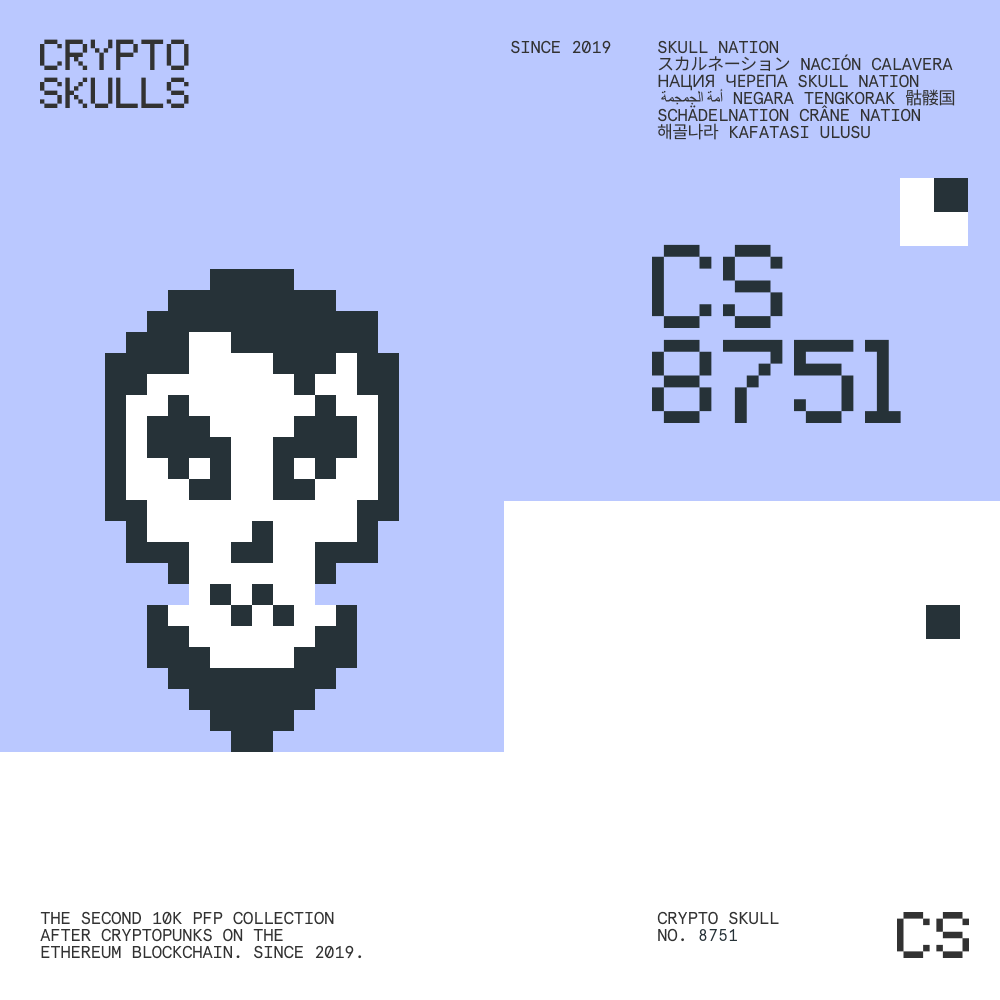 CRYPTO
SKULLS
SINCE 2019
SKULL NATION
スカルネーション NACIÓN CALAVERA
НАЦИЯ ЧЕРЕПА SKULL NATION
أمة الجمجمة NEGARA TENGKORAK 骷髅国
SCHÄDELNATION CRÂNE NATION
해골나라 KAFATASI ULUSU
CS
8751
THE SECOND 10K PFP COLLECTION
AFTER CRYPTOPUNKS ON THE
ETHEREUM BLOCKCHAIN. SINCE 2019.
CRYPTO SKULL
NO. 8751
CS